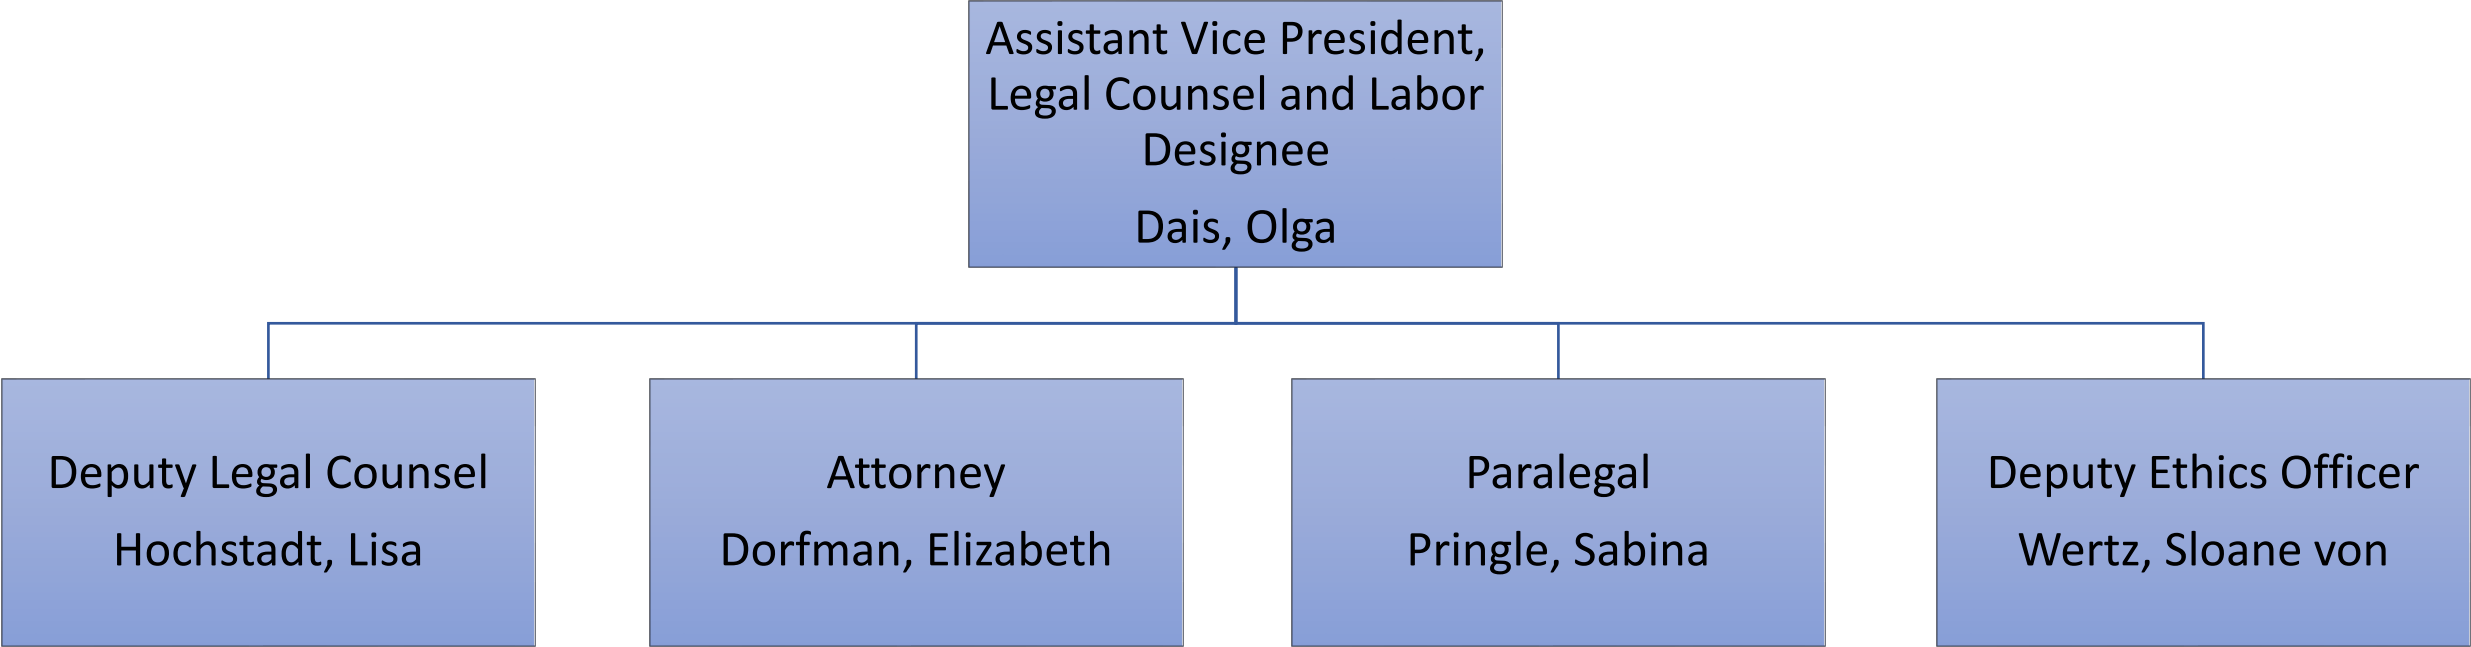 Assistant Vice President,
Legal Counsel and Labor
Designee
Dais, Olga
Deputy Legal Counsel
Hochstadt, Lisa
Attorney
Dorfman, Elizabeth
Paralegal
Pringle, Sabina
Deputy Ethics Officer
Wertz, Sloane von